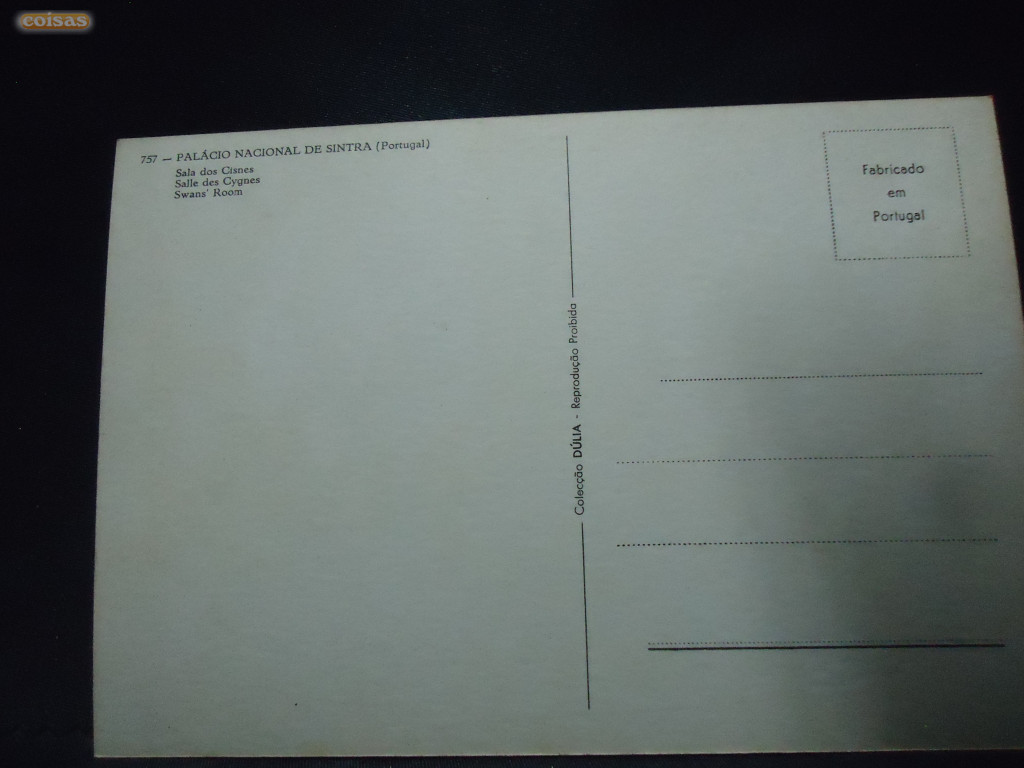 coisas
757 — PALÁCIO NACIONAL DE SINTRA (Portugal)
Sala dos Cisnes
Salle des Cygnes
Swans' Room
Colecção DÚLIA - Reprodução Proibida
Fabricado
em
Portugal